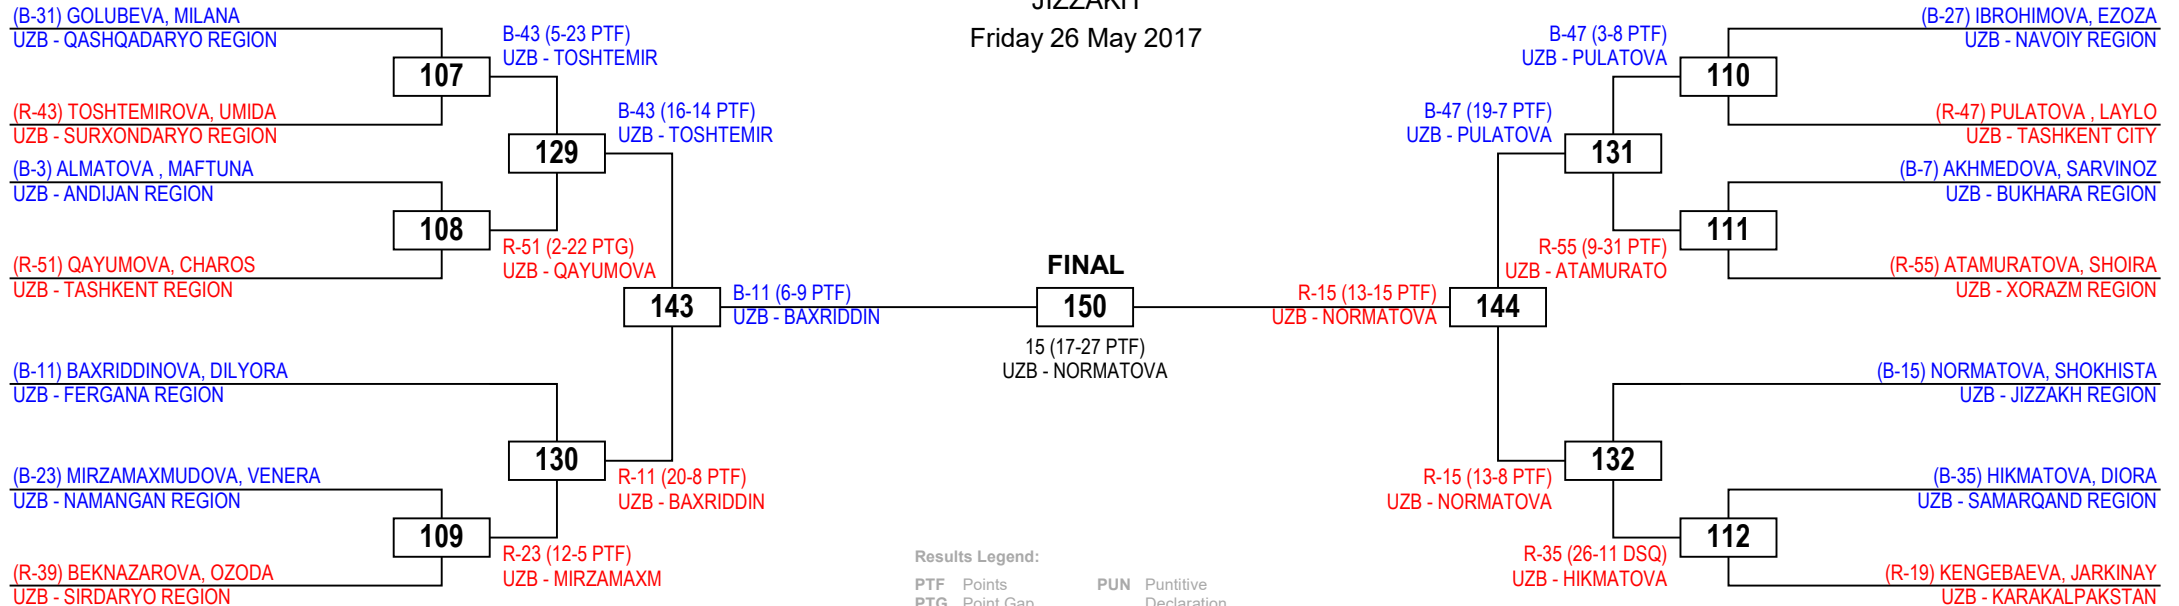 JIZZAKH
Friday 26 May 2017
(B-31) GOLUBEVA, MILANA
UZB - QASHQADARYO REGION
(R-43) TOSHTEMIROVA, UMIDA
UZB - SURXONDARYO REGION
(B-3) ALMATOVA , MAFTUNA
UZB - ANDIJAN REGION
(R-51) QAYUMOVA, CHAROS
UZB - TASHKENT REGION
(B-11) BAXRIDDINOVA, DILYORA
UZB - FERGANA REGION
(B-23) MIRZAMAXMUDOVA, VENERA
UZB - NAMANGAN REGION
(R-39) BEKNAZAROVA, OZODA
UZB - SIRDARYO REGION
107
108
109
B-43 (5-23 PTF)
UZB - TOSHTEMIR
R-51 (2-22 PTG)
UZB - QAYUMOVA
R-23 (12-5 PTF)
UZB - MIRZAMAXM
129
130
B-43 (16-14 PTF)
UZB - TOSHTEMIR
R-11 (20-8 PTF)
UZB - BAXRIDDIN
143
B-11 (6-9 PTF)
UZB - BAXRIDDIN
FINAL
150
15 (17-27 PTF)
UZB - NORMATOVA
R-15 (13-15 PTF)
UZB - NORMATOVA
144
B-47 (19-7 PTF)
UZB - PULATOVA
R-15 (13-8 PTF)
UZB - NORMATOVA
131
132
B-47 (3-8 PTF)
UZB - PULATOVA
R-55 (9-31 PTF)
UZB - ATAMURATO
R-35 (26-11 DSQ)
UZB - HIKMATOVA
110
111
112
(B-27) IBROHIMOVA, EZOZA
UZB - NAVOIY REGION
(R-47) PULATOVA , LAYLO
UZB - TASHKENT CITY
(B-7) AKHMEDOVA, SARVINOZ
UZB - BUKHARA REGION
(R-55) ATAMURATOVA, SHOIRA
UZB - XORAZM REGION
(B-15) NORMATOVA, SHOKHISTA
UZB - JIZZAKH REGION
(B-35) HIKMATOVA, DIORA
UZB - SAMARQAND REGION
(R-19) KENGEBAEVA, JARKINAY
UZB - KARAKALPAKSTAN
Results Legend:
PTF Points
PTG Point Gap
PUN Puntitive
Declaration